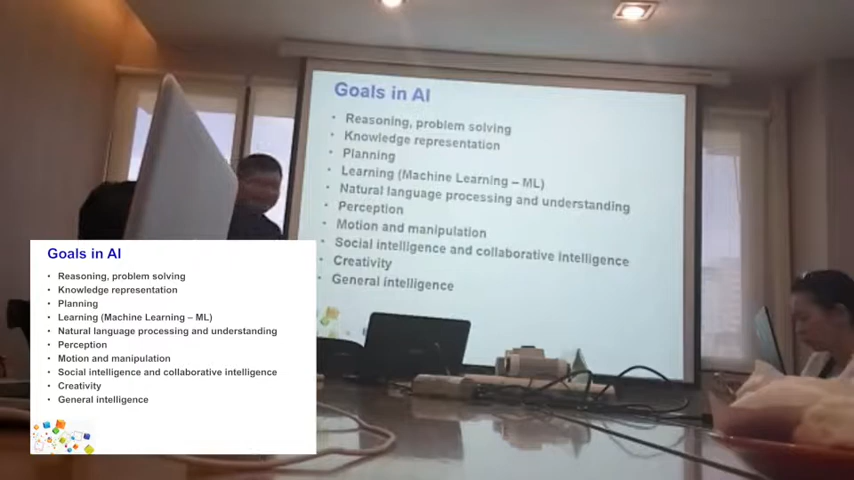 Goals in AI
• Reasoning, problem solving
• Knowledge representation
• Planning
• Learning (Machine Learning – ML)
• Natural language processing and understanding
• Perception
• Motion and manipulation
• Social intelligence and collaborative intelligence
• Creativity
• General intelligence
Goals in AI
• Reasoning, problem solving
• Knowledge representation
• Planning
• Learning (Machine Learning – ML)
• Natural language processing and understanding
• Perception
• Motion and manipulation
• Social intelligence and collaborative intelligence
• Creativity
• General intelligence